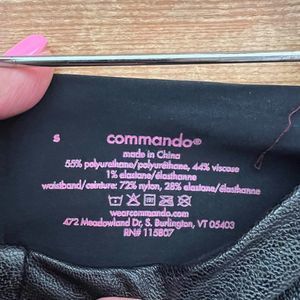 S
commando®
made in China
55% polyurethane/polyuréthane, 44% viscose
1% elastane/élasthanne
waistband/ceinture: 72% nylon, 28% elastane/élasthanne
wearcommando.com
472 Meadowland Dr, S. Burlington, VT 05403
RN# 115807